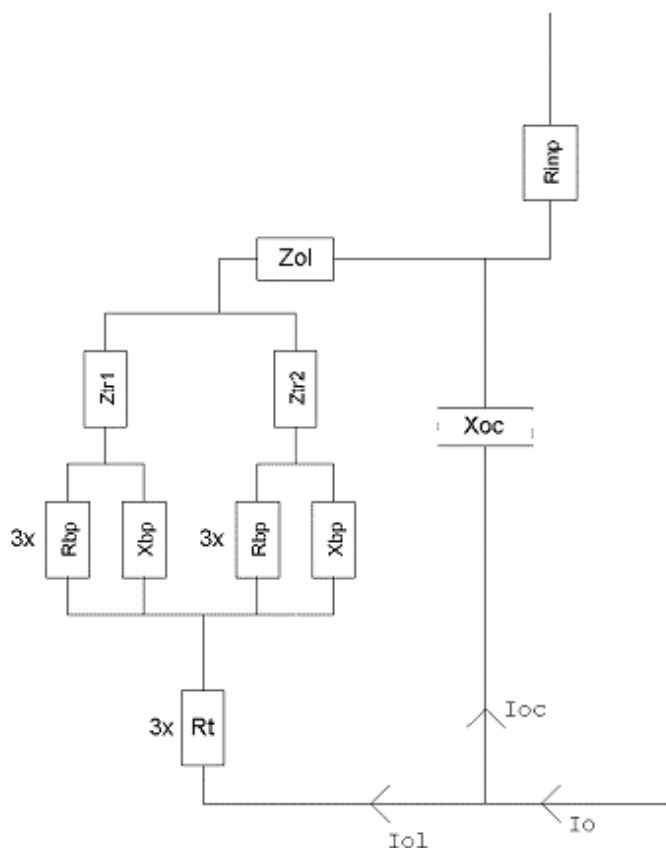 Rimp
Zol
Ztr1
Ztr2
Xoc
3x
Rbp
Xbp
3x
Rbp
Xbp
3x
Rt
Ioc
Iol
Io